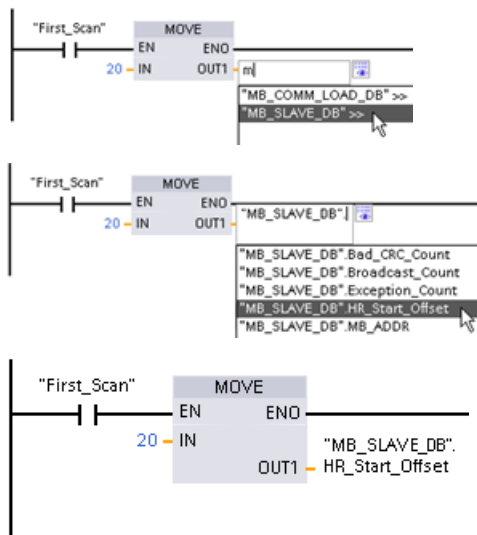 "First_Scan"
MOVE
EN ENO
20 IN OUT1 m
"MB_COMM_LOAD_DB" >>
"MB_SLAVE_DB" >>
"First_Scan"
MOVE
EN ENO
20 IN OUT1 "MB_SLAVE_DB".
"MB_SLAVE_DB".Bad_CRC_Count
"MB_SLAVE_DB".Broadcast_Count
"MB_SLAVE_DB".Exception_Count
"MB_SLAVE_DB".HR_Start_Offset
"MB_SLAVE_DB".MB_ADDR
"First_Scan"
MOVE
EN ENO
20 IN
"MB_SLAVE_DB".
OUT1 HR_Start_Offset